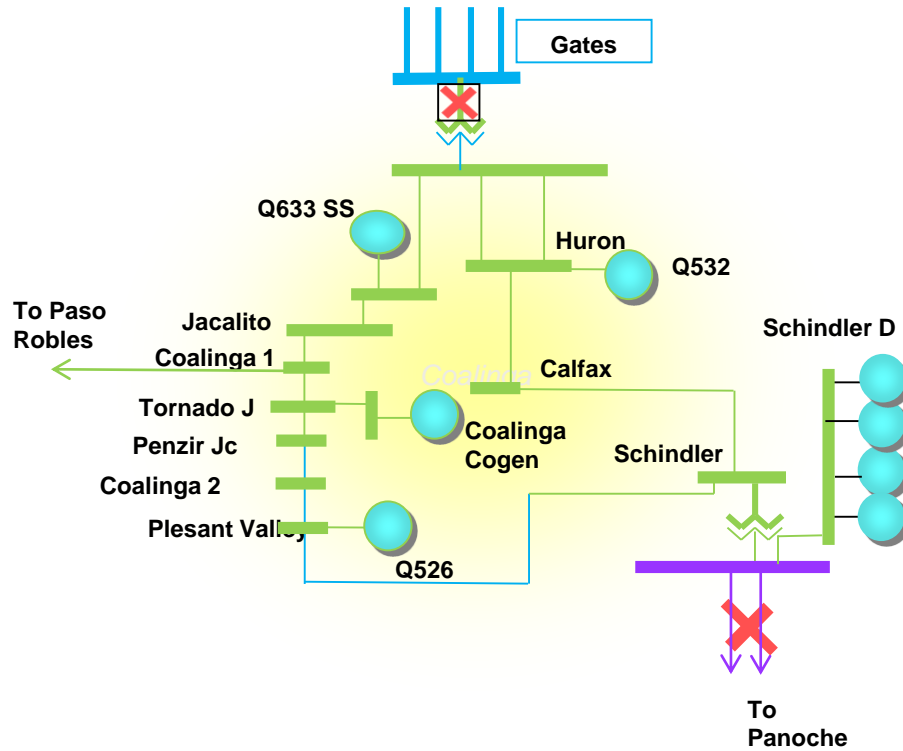 Gates
Q633 SS
Huron
Q532
To Paso
Robles
Jacalito
Schindler D
Coalinga 1
Coalinga
Calfax
Tornado J
Coalinga
Cogen
Penzir Jc
Schindler
Coalinga 2
Plesant Valley
Q526
To
Panoche